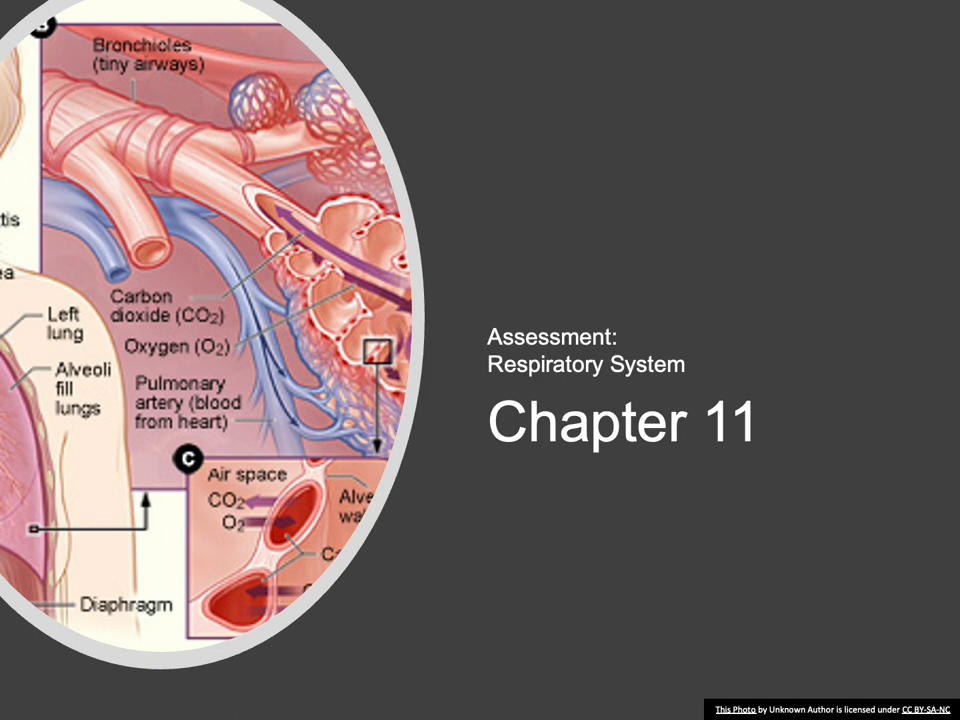 B
Bronchioles
(tiny airways)
Carbon
dioxide (CO₂)
Oxygen (O₂)
Pulmonary
artery (blood
from heart)
Left
lung
Alveoli
fill
lungs
Diaphragm
C
Air space
CO₂
O₂
Assessment:
Respiratory System
Chapter 11
This Photo by Unknown Author is licensed under CC BY-SA-NC